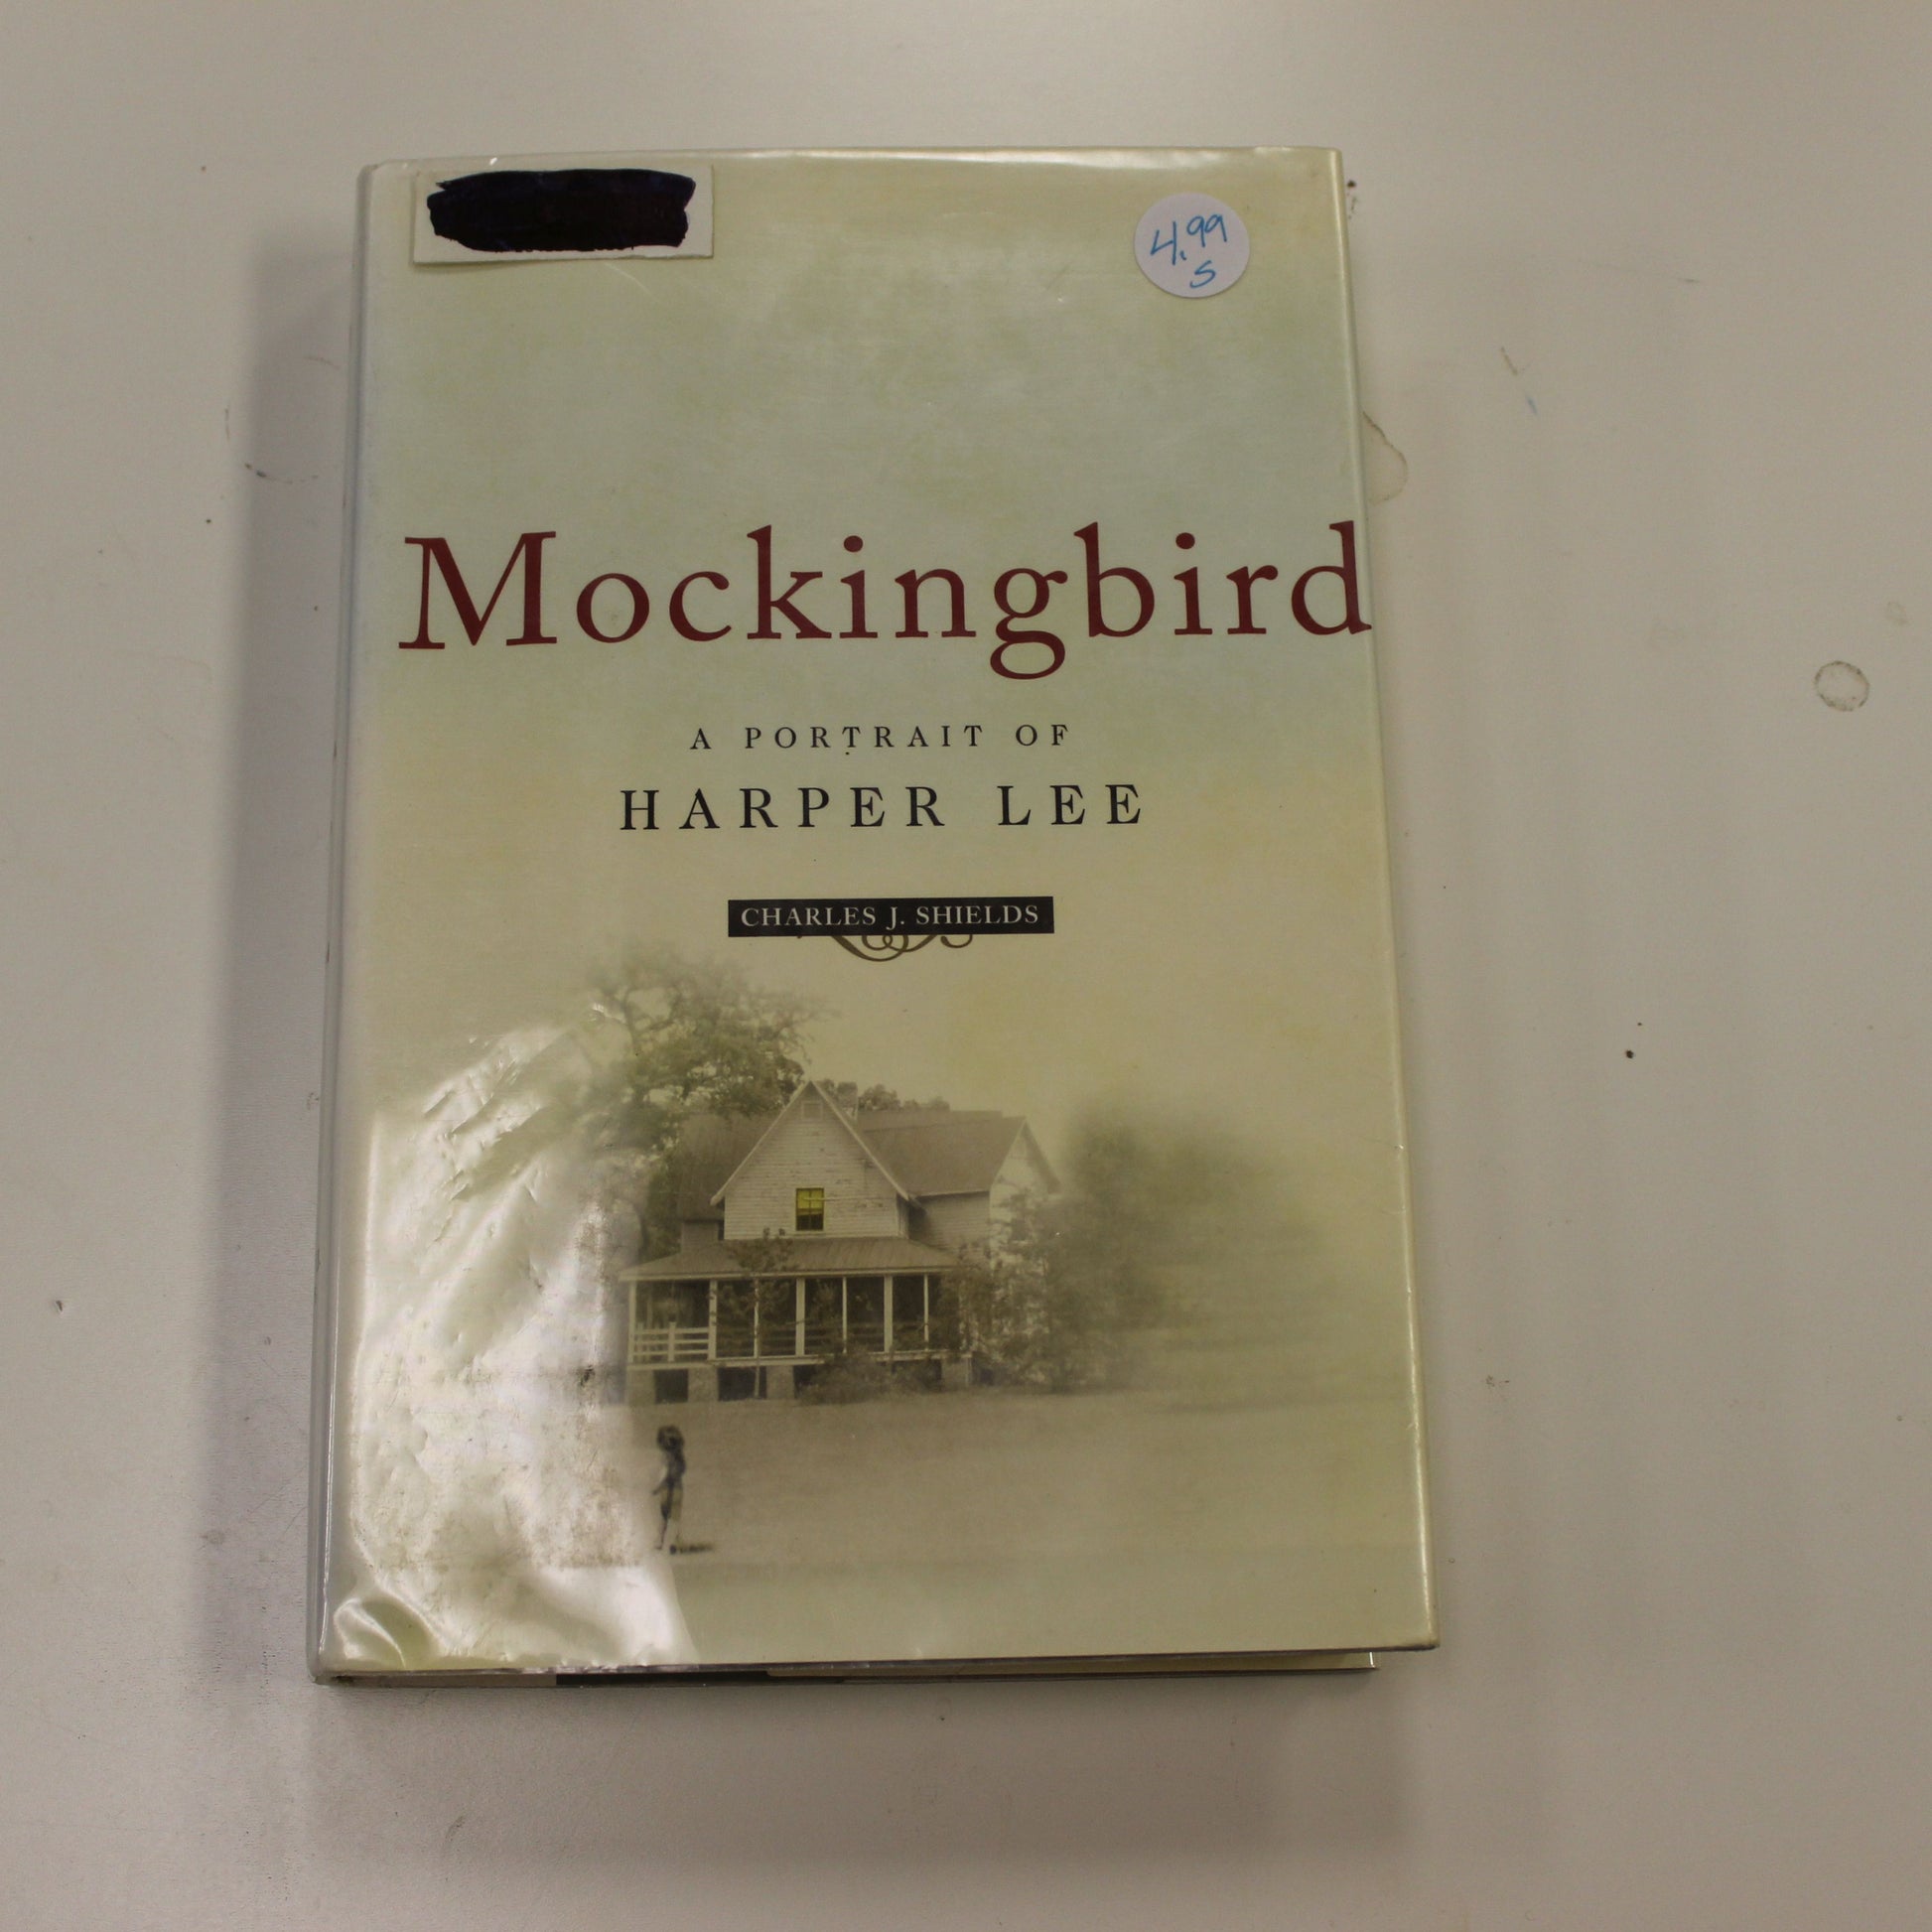 4.99
S
Mockingbird
A PORTRAIT OF
HARPER LEE
CHARLES J. SHIELDS